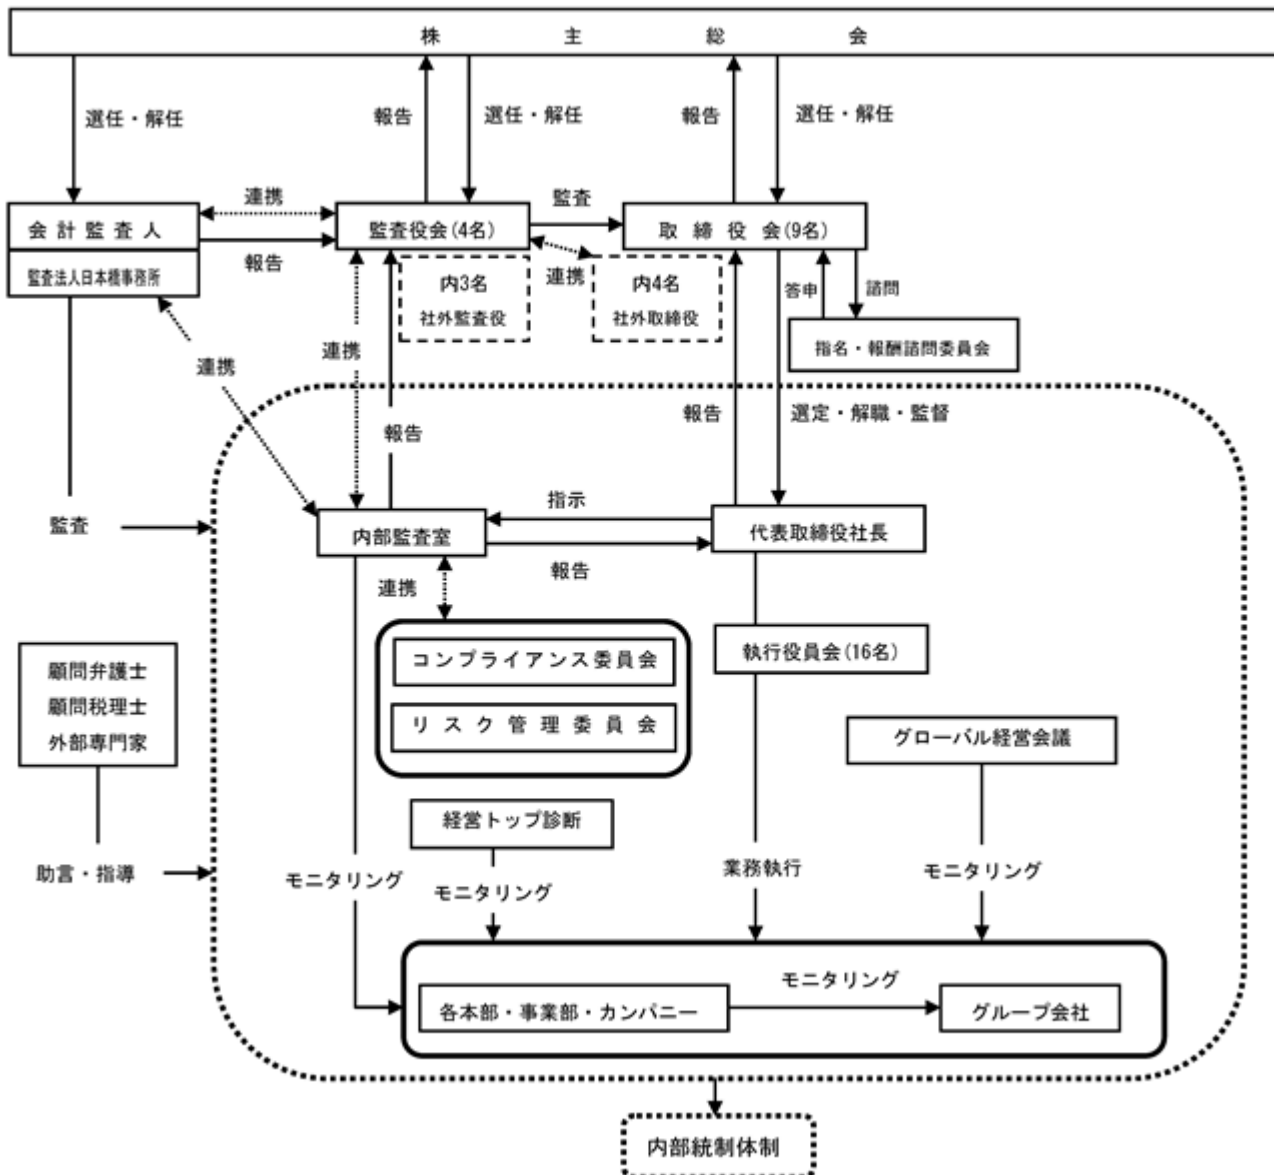 株主総会
選任・解任
報告
選任・解任
報告
選任・解任
連携
監査
会計監査人
監査役会(4名)
取締役会(9名)
報告
連携
監査法人日本橋事務所
内3名
社外監査役
内4名
社外取締役
答申
諮問
指名・報酬諮問委員会
連携
連携
報告
報告
選定・解職・監督
指示
監査
内部監査室
代表取締役社長
報告
連携
コンプライアンス委員会
リスク管理委員会
執行役員会(16名)
顧問弁護士
顧問税理士
外部専門家
グローバル経営会議
経営トップ診断
助言・指導
モニタリング
モニタリング
業務執行
モニタリング
モニタリング
各本部・事業部・カンパニー
グループ会社
内部統制体制